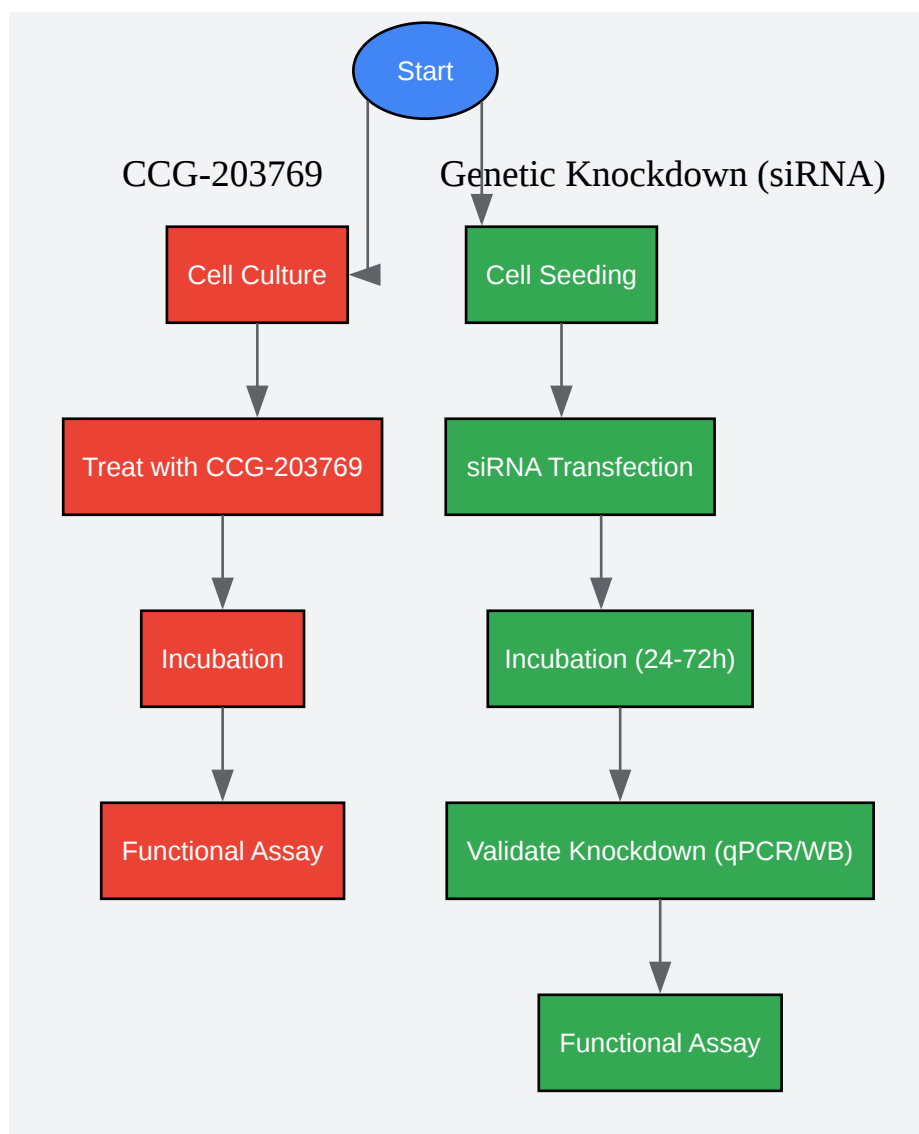 Start
CCG-203769
Cell Culture
Treat with CCG-203769
Incubation
Functional Assay
Genetic Knockdown (siRNA)
Cell Seeding
siRNA Transfection
Incubation (24-72h)
Validate Knockdown (qPCR/WB)
Functional Assay